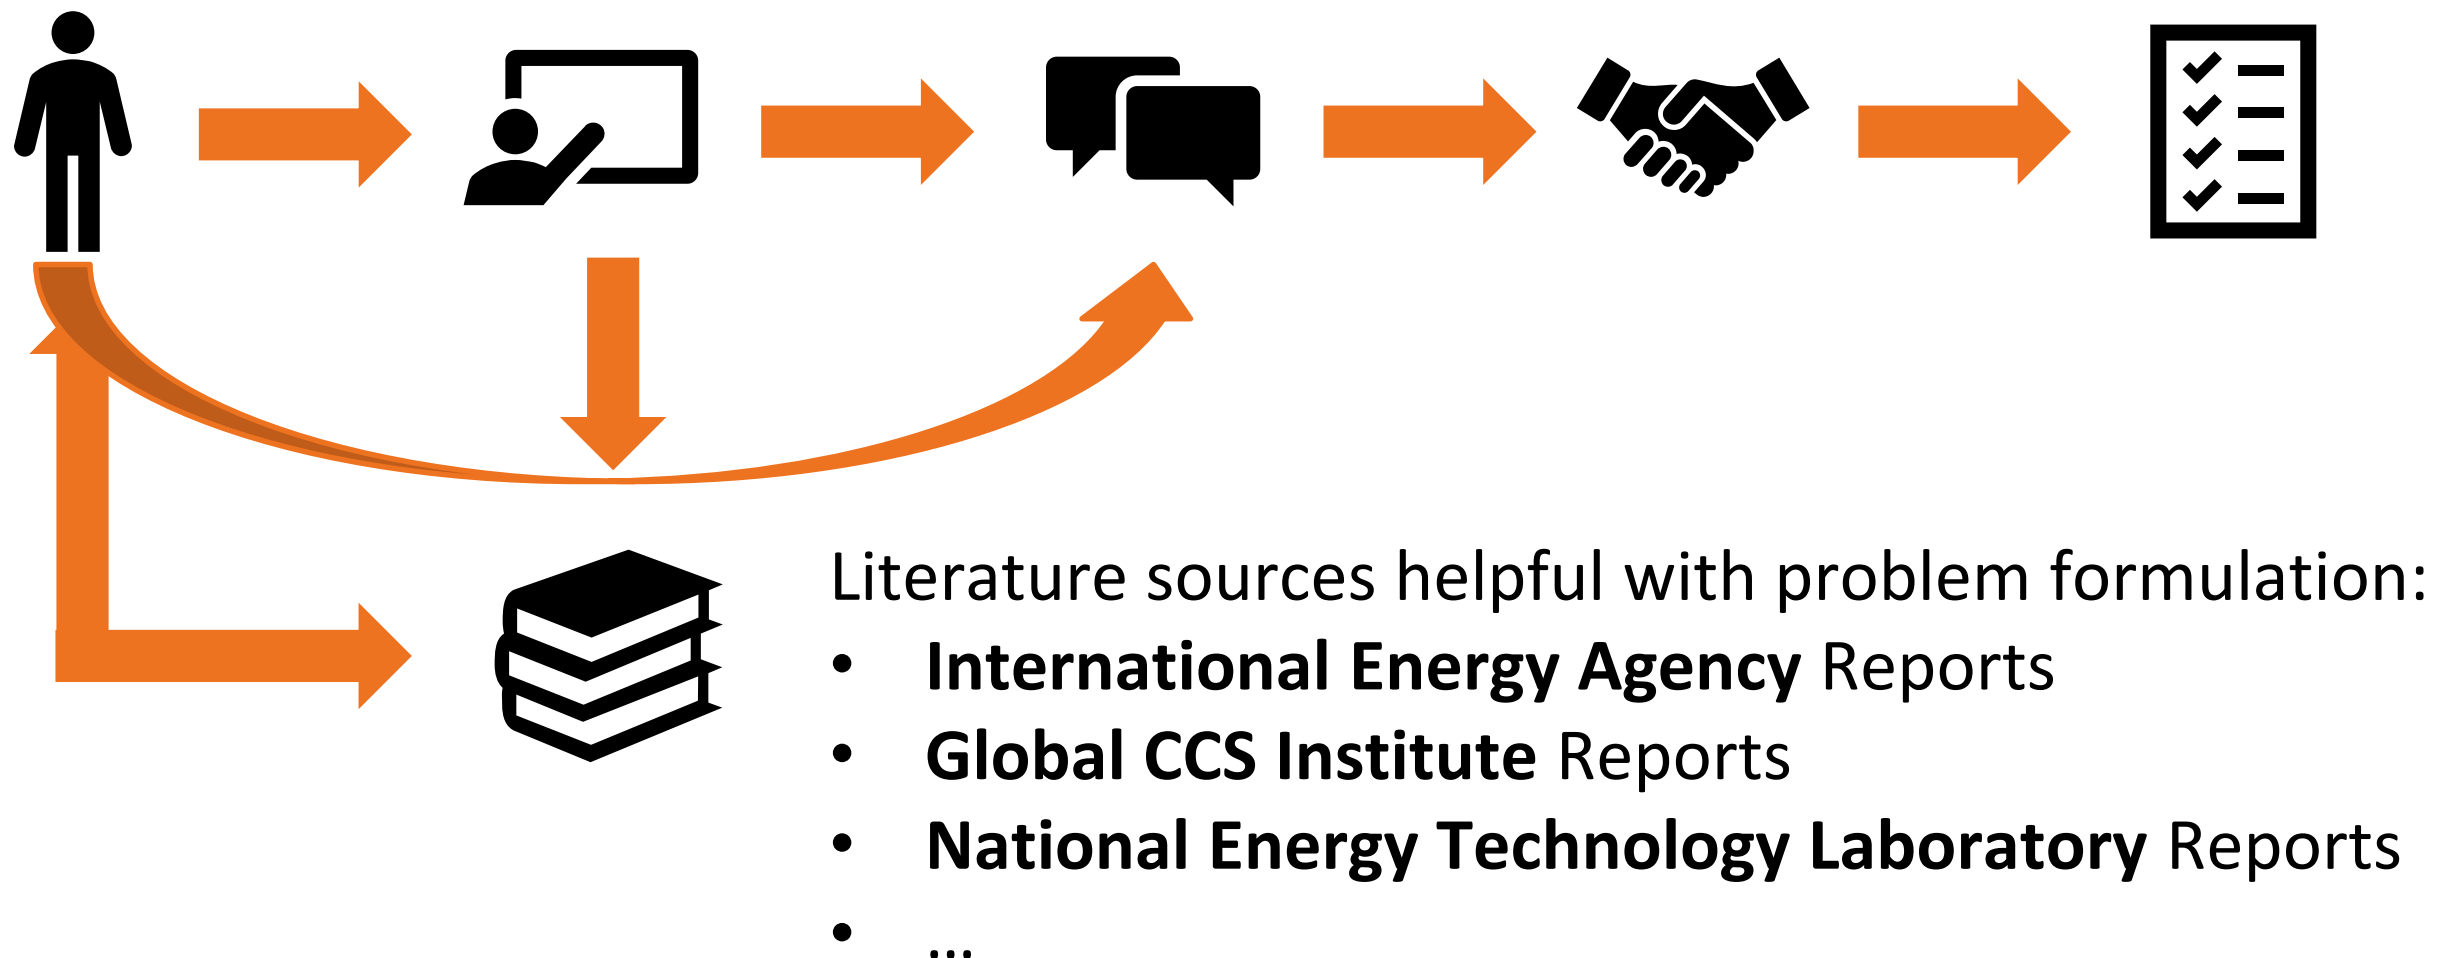 Literature sources helpful with problem formulation:
• International Energy Agency Reports
• Global CCS Institute Reports
• National Energy Technology Laboratory Reports
• ...